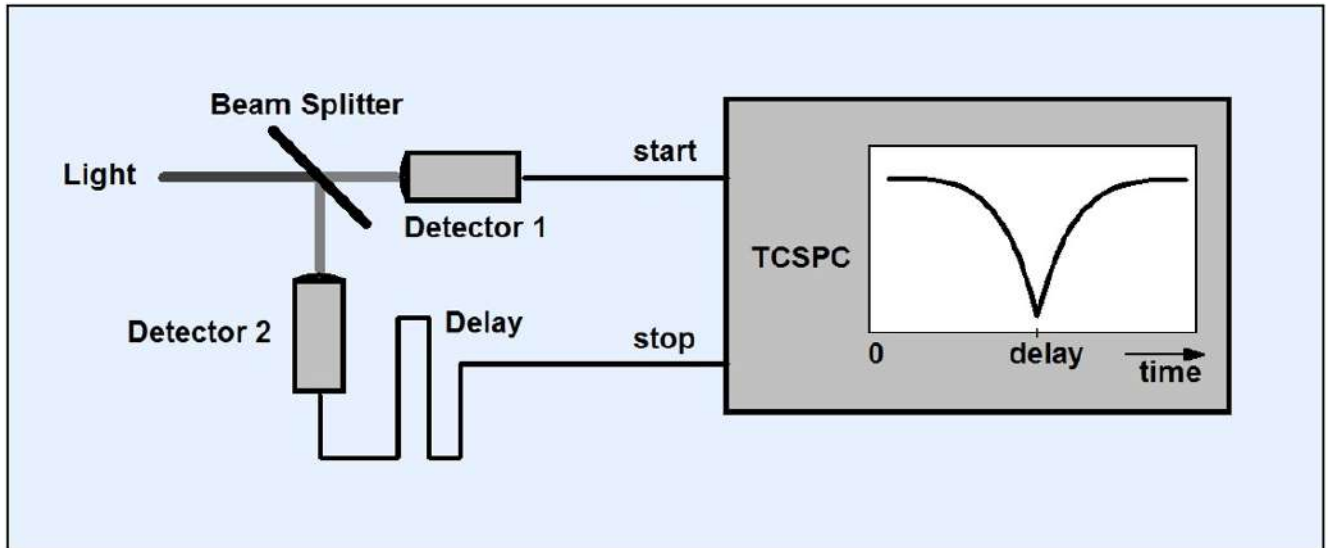 Beam Splitter
Light
start
Detector 1
TCSPC
Detector 2
Delay
stop
0
delay
time